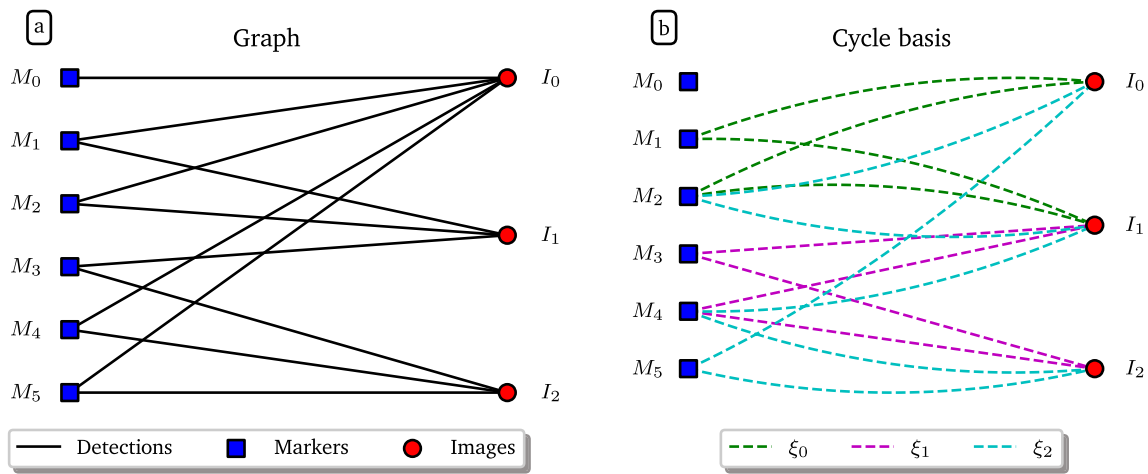 a
Graph
M0
M1
M2
M3
M4
M5
I0
I1
I2
Detections Markers Images
b
Cycle basis
M0
M1
M2
M3
M4
M5
I0
I1
I2
ξ0 ξ1 ξ2